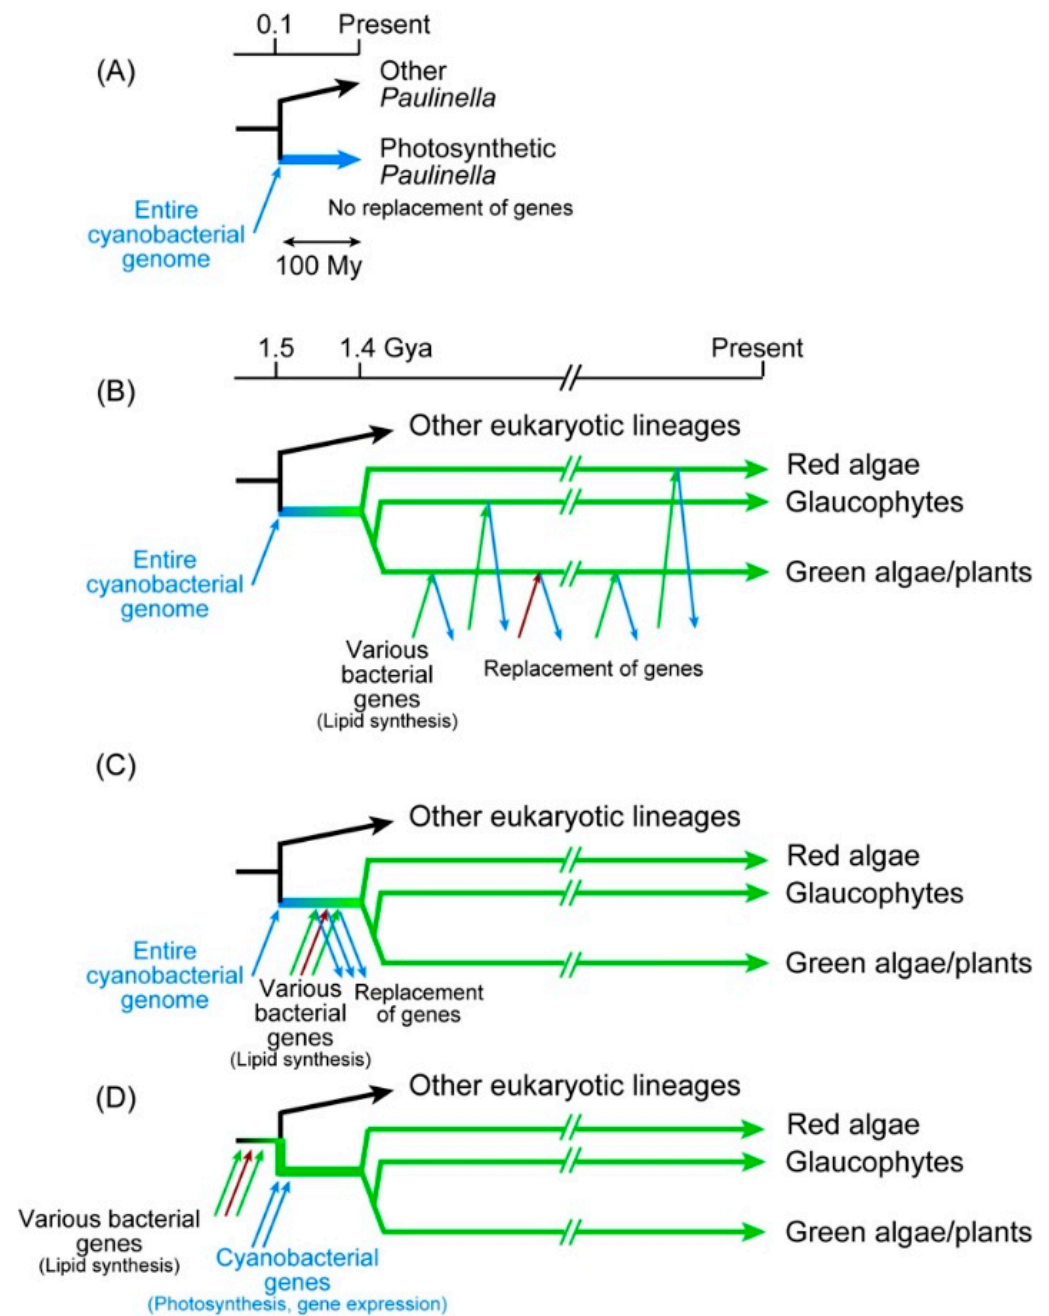 0.1 Present
(A)
Other
Paulinella
Photosynthetic
Paulinella
No replacement of genes
Entire
cyanobacterial
genome
100 My
1.5 1.4 Gya Present
(B)
Other eukaryotic lineages
Red algae
Glaucophytes
Green algae/plants
Entire
cyanobacterial
genome
Various
bacterial
genes
(Lipid synthesis)
Replacement of genes
(C)
Other eukaryotic lineages
Red algae
Glaucophytes
Green algae/plants
Entire
cyanobacterial
genome
Various
bacterial
genes
(Lipid synthesis)
Replacement
of genes
(D)
Other eukaryotic lineages
Red algae
Glaucophytes
Green algae/plants
Various bacterial
genes
(Lipid synthesis)
Cyanobacterial
genes
(Photosynthesis, gene expression)